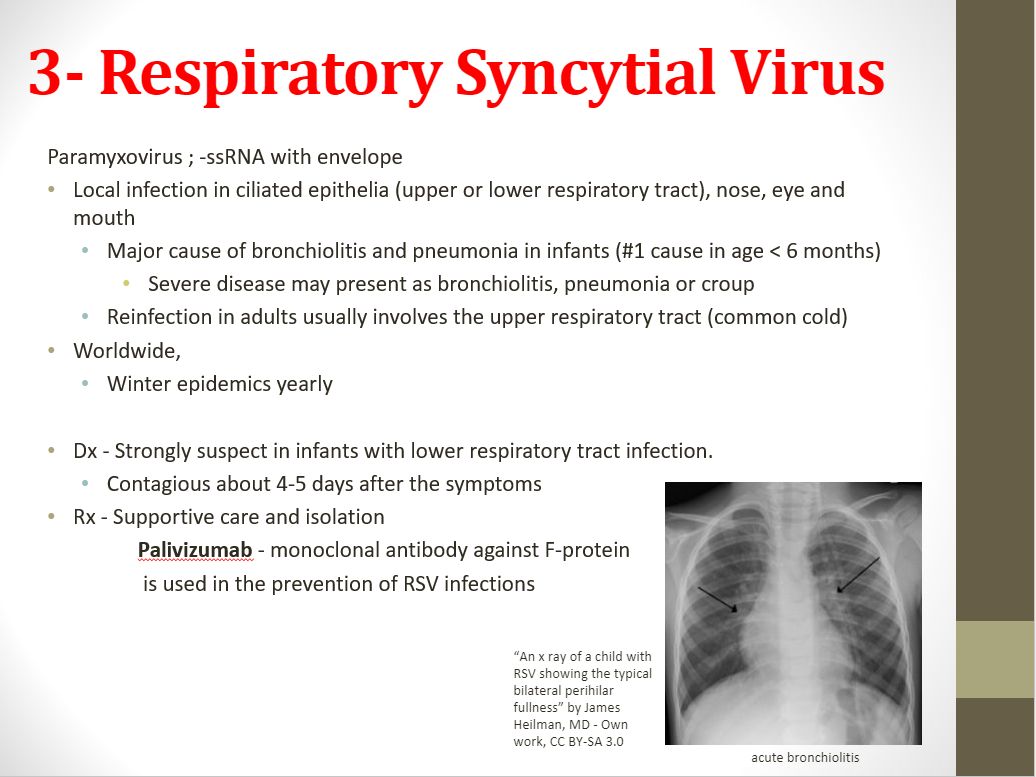 3- Respiratory Syncytial Virus
Paramyxovirus ; -ssRNA with envelope
• Local infection in ciliated epithelia (upper or lower respiratory tract), nose, eye and
mouth
• Major cause of bronchiolitis and pneumonia in infants (#1 cause in age < 6 months)
• Severe disease may present as bronchiolitis, pneumonia or croup
• Reinfection in adults usually involves the upper respiratory tract (common cold)
• Worldwide,
• Winter epidemics yearly
• Dx - Strongly suspect in infants with lower respiratory tract infection.
• Contagious about 4-5 days after the symptoms
• Rx - Supportive care and isolation
Palivizumab - monoclonal antibody against F-protein
is used in the prevention of RSV infections
“An x ray of a child with
RSV showing the typical
bilateral perihilar
fullness” by James
Heilman, MD - Own
work, CC BY-SA 3.0
acute bronchiolitis